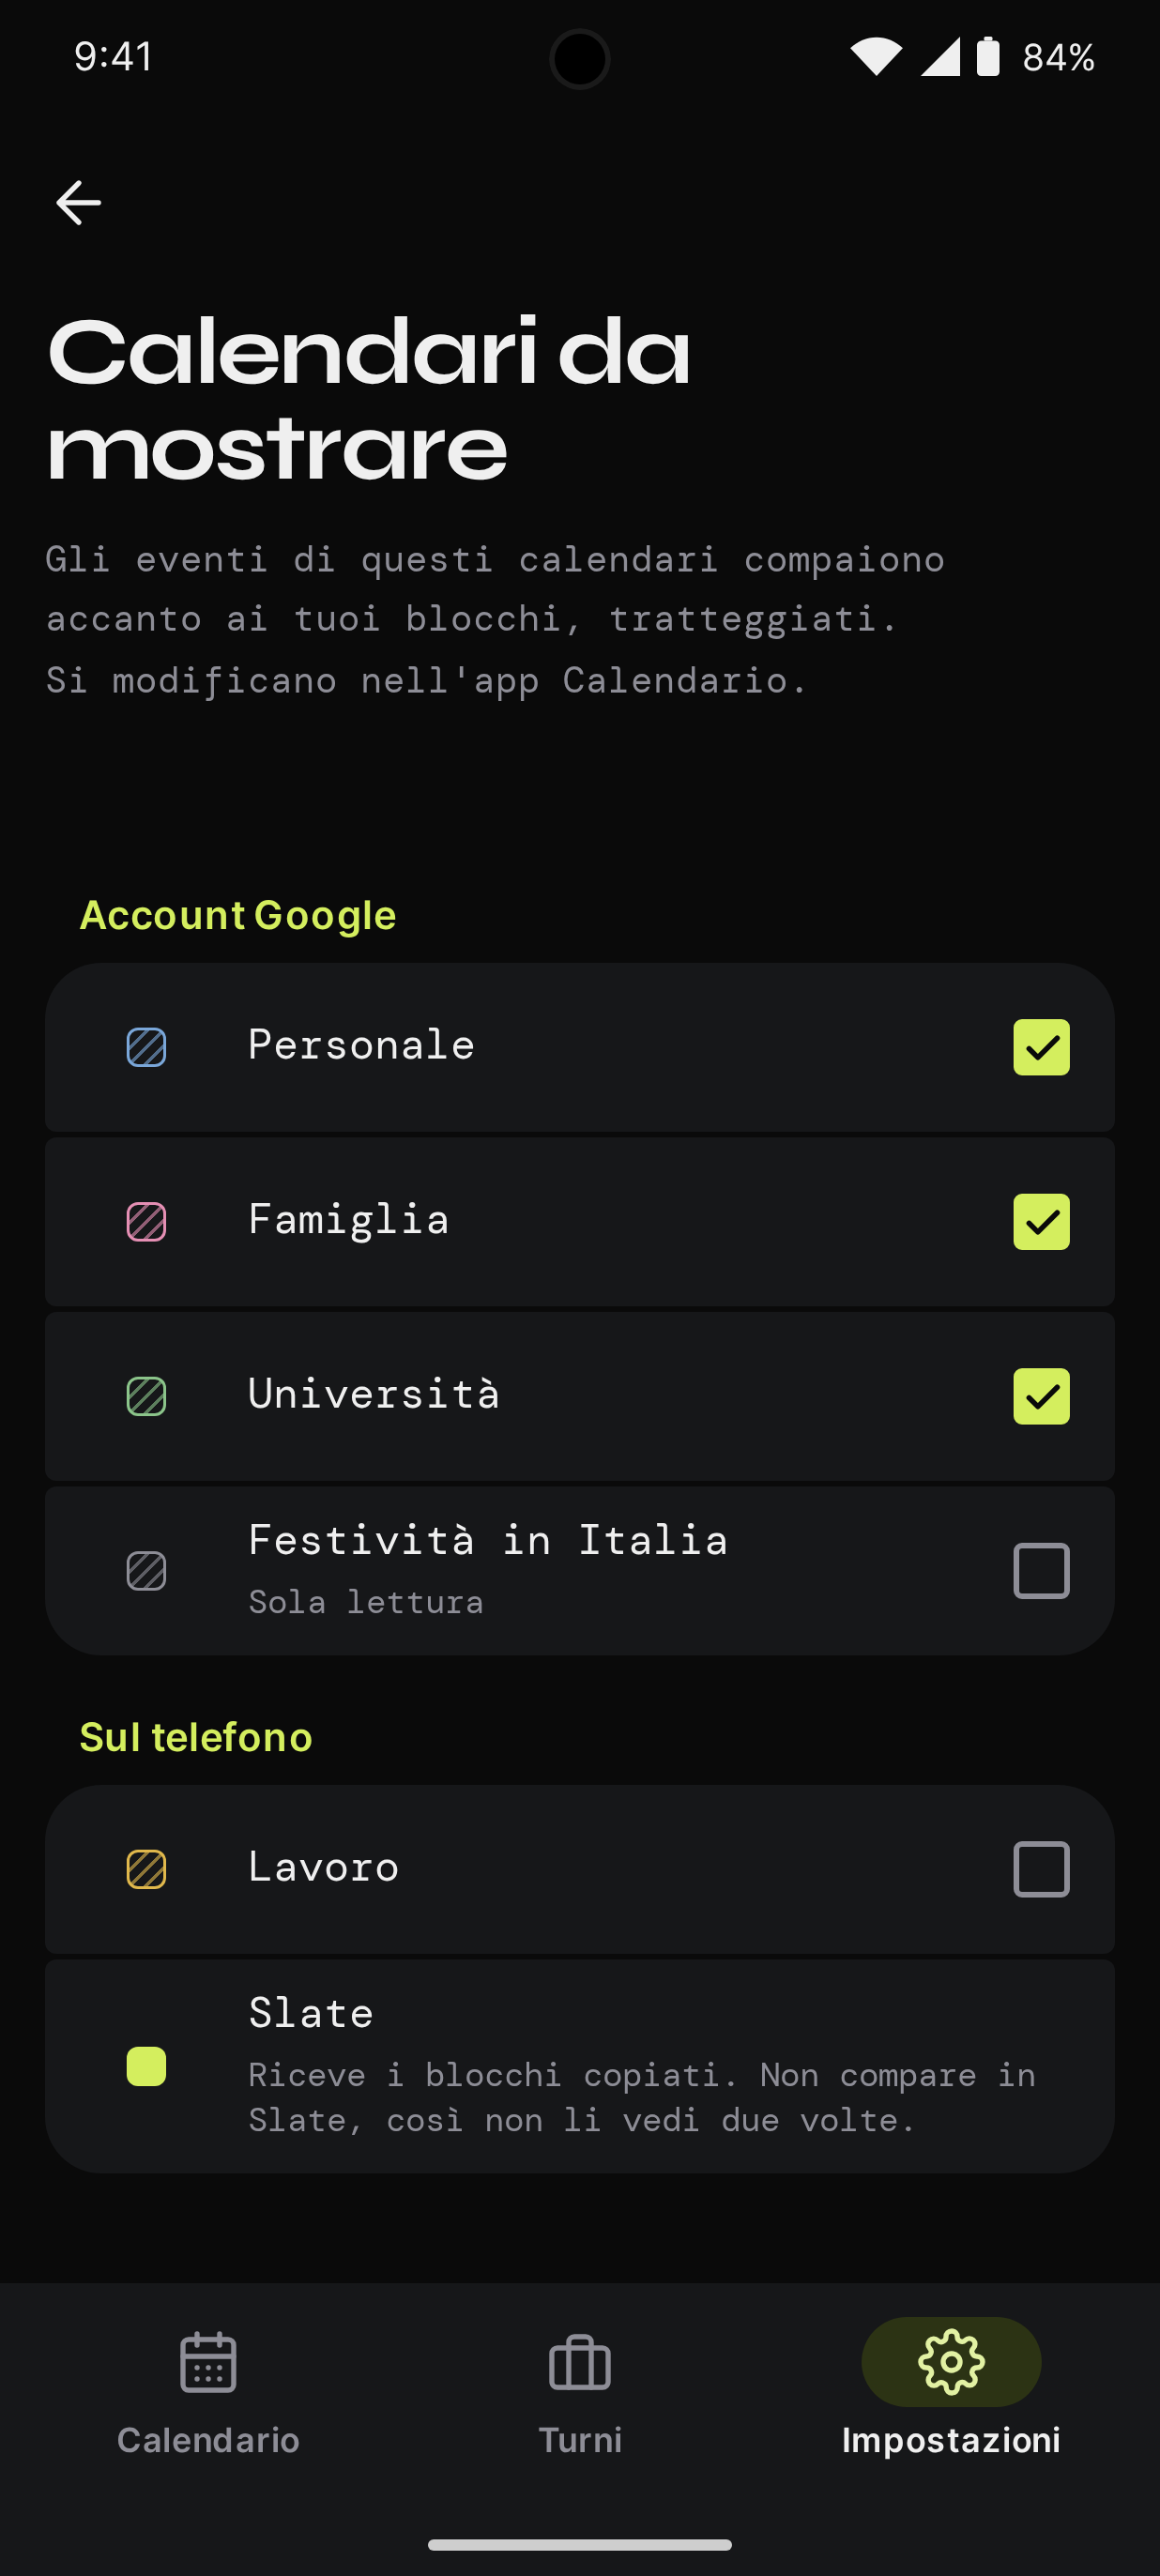 9:41
84%
Calendari da
mostrare
Gli eventi di questi calendari compaiono
accanto ai tuoi blocchi, tratteggiati.
Si modificano nell'app Calendario.
Account Google
Personale
Famiglia
Università
Festività in Italia
Sola lettura
Sul telefono
Lavoro
Slate
Riceve i blocchi copiati. Non compare in
Slate, così non li vedi due volte.
Calendario
Turni
Impostazioni